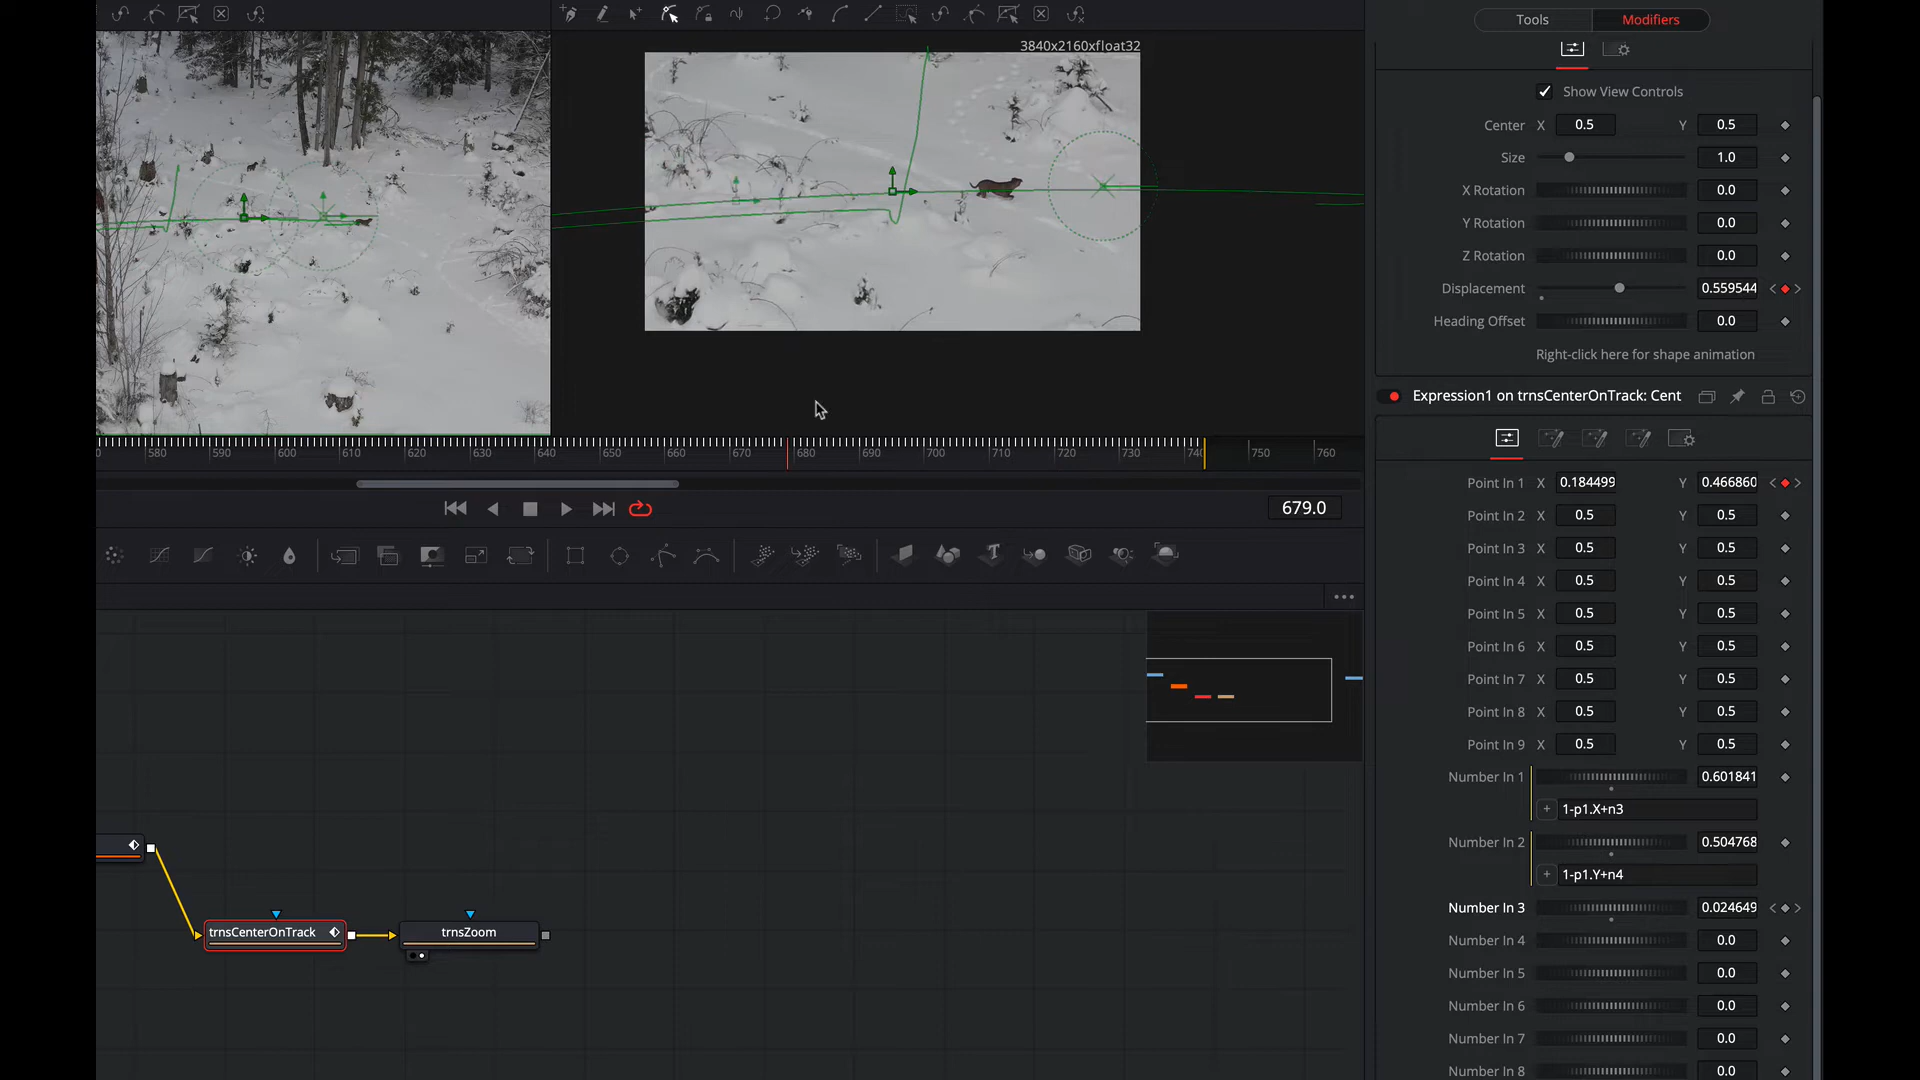 Tools
Modifiers
3840x2160xfloat32
Show View Controls
Center X 0.5 Y 0.5
Size 1.0
X Rotation 0.0
Y Rotation 0.0
Z Rotation 0.0
Displacement 0.559544
Heading Offset 0.0
Right-click here for shape animation
Expression1 on trnsCenterOnTrack: Cent
580 590 600 610 620 630 640 650 660 670 680 690 700 710 720 730 740 750 760
679.0
Point In 1 X 0.184499 Y 0.466860
Point In 2 X 0.5 Y 0.5
Point In 3 X 0.5 Y 0.5
Point In 4 X 0.5 Y 0.5
Point In 5 X 0.5 Y 0.5
Point In 6 X 0.5 Y 0.5
Point In 7 X 0.5 Y 0.5
Point In 8 X 0.5 Y 0.5
Point In 9 X 0.5 Y 0.5
Number In 1 0.601841
1-p1.X+n3
Number In 2 0.504768
1-p1.Y+n4
Number In 3 0.024649
Number In 4 0.0
Number In 5 0.0
Number In 6 0.0
Number In 7 0.0
Number In 8 0.0
trnsCenterOnTrack
trnsZoom